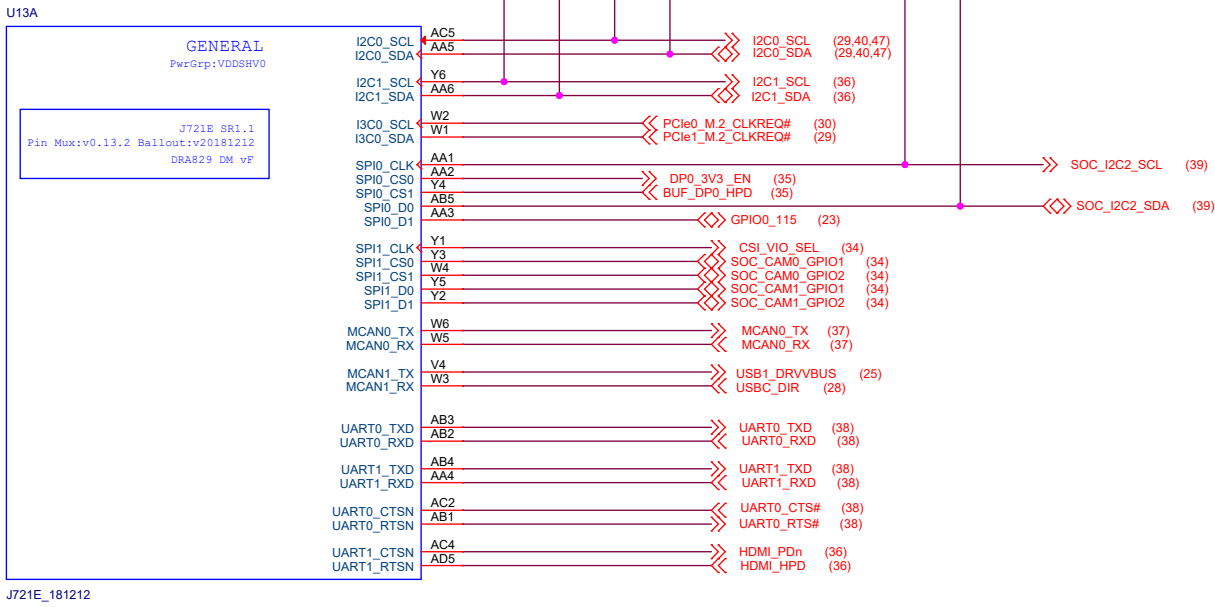 U13A
GENERAL
PwrGrp:VDDSHV0
J721E SR1.1
Pin Mux:v0.13.2 Ballout:v20181212
DRA829 DM vF
I2C0_SCL AC5 I2C0_SCL (29,40,47)
I2C0_SDA AA5 I2C0_SDA (29,40,47)
I2C1_SCL Y6 I2C1_SCL (36)
I2C1_SDA AA6 I2C1_SDA (36)
I3C0_SCL W2 PCIe0_M.2_CLKREQ# (30)
I3C0_SDA W1 PCIe1_M.2_CLKREQ# (29)
SPI0_CLK AA1 SOC_I2C2_SCL (39)
SPI0_CS0 AA2 DP0_3V3 _EN (35)
SPI0_CS1 Y4 BUF_DP0_HPD (35)
SPI0_D0 AB5 SOC_I2C2_SDA (39)
SPI0_D1 AA3 GPIO0_115 (23)
SPI1_CLK Y1 CSI_VIO_SEL (34)
SPI1_CS0 Y3 SOC_CAM0_GPIO1 (34)
SPI1_CS1 W4 SOC_CAM0_GPIO2 (34)
SPI1_D0 Y5 SOC_CAM1_GPIO1 (34)
SPI1_D1 Y2 SOC_CAM1_GPIO2 (34)
MCAN0_TX W6 MCAN0_TX (37)
MCAN0_RX W5 MCAN0_RX (37)
MCAN1_TX V4 USB1_DRVVBUS (25)
MCAN1_RX W3 USBC_DIR (28)
UART0_TXD AB3 UART0_TXD (38)
UART0_RXD AB2 UART0_RXD (38)
UART1_TXD AB4 UART1_TXD (38)
UART1_RXD AA4 UART1_RXD (38)
UART0_CTSN AC2 UART0_CTS# (38)
UART0_RTSN AB1 UART0_RTS# (38)
UART1_CTSN AC4 HDMI_PDn (36)
UART1_RTSN AD5 HDMI_HPD (36)
J721E_181212